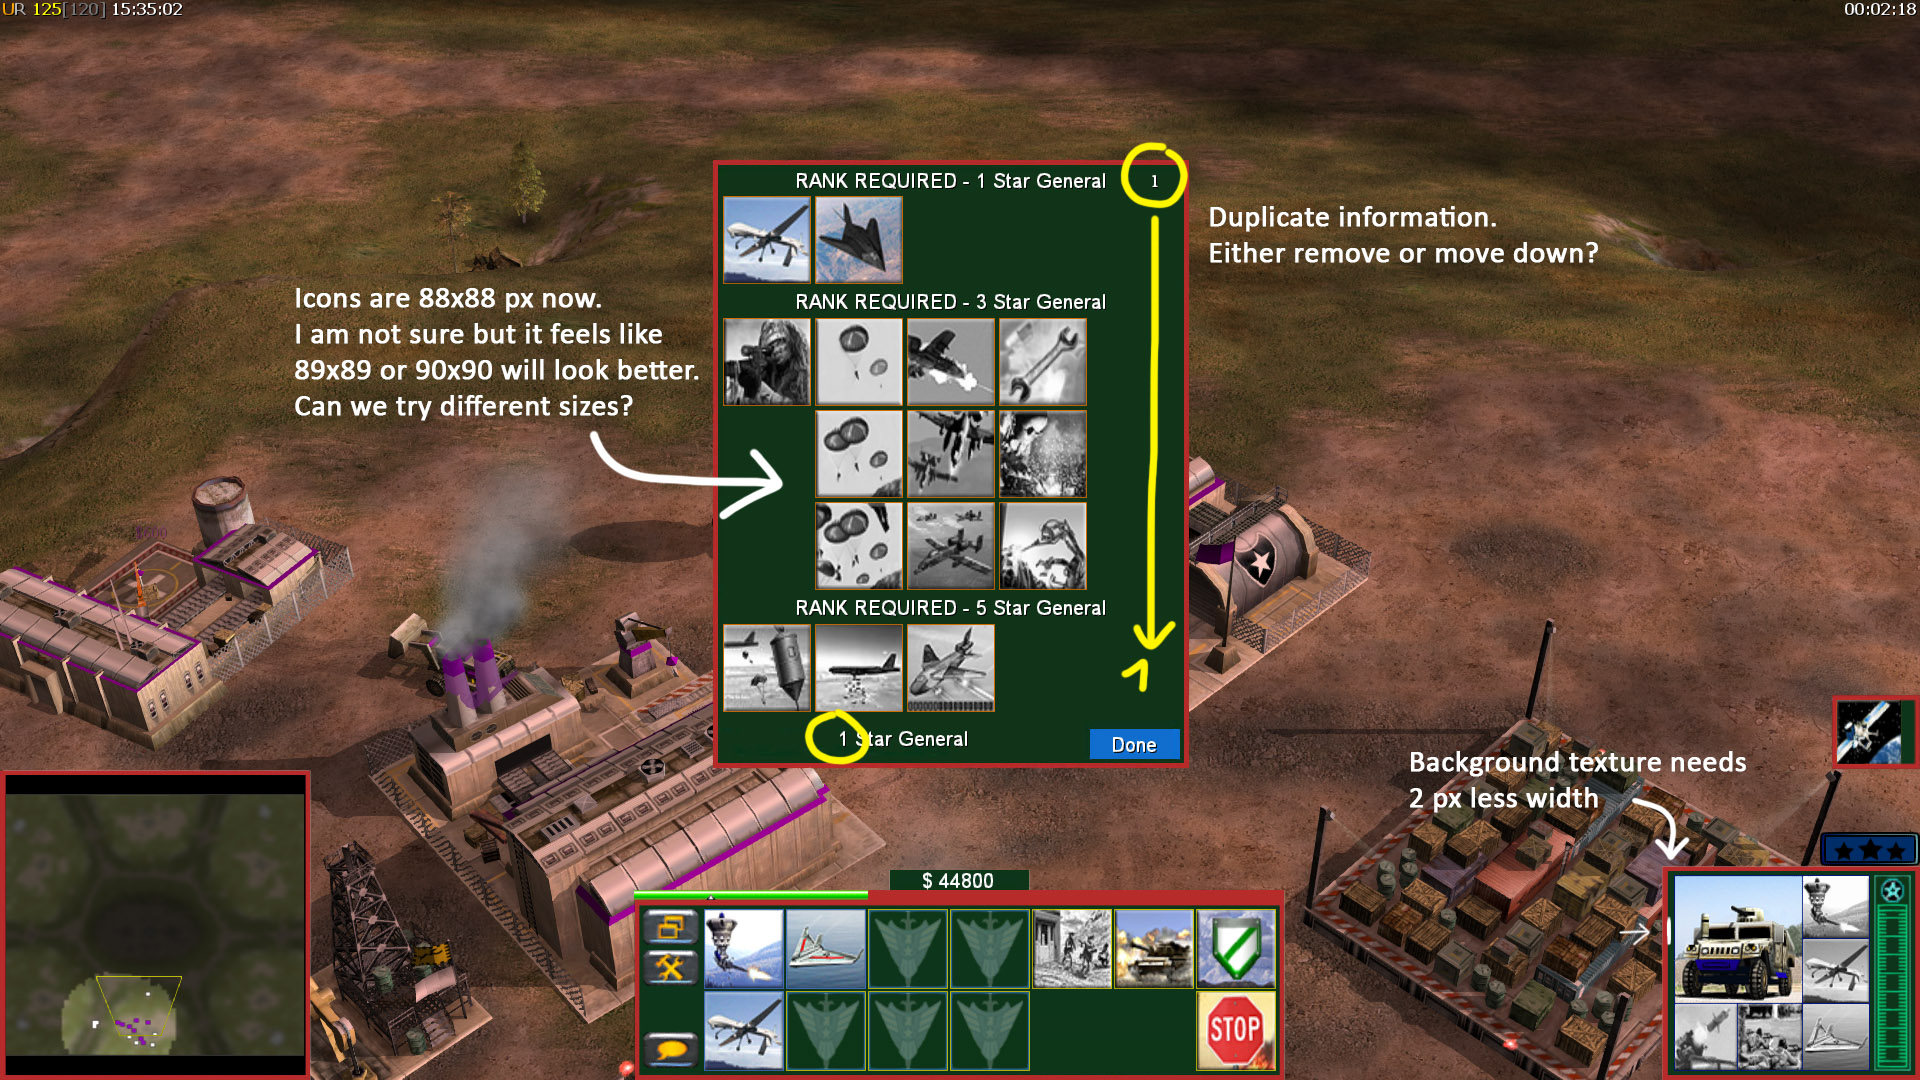 UR 125[120] 15:35:02
00:02:18
RANK REQUIRED - 1 Star General
1
Duplicate information.
Either remove or move down?
Icons are 88x88 px now.
I am not sure but it feels like
89x89 or 90x90 will look better.
Can we try different sizes?
RANK REQUIRED - 3 Star General
RANK REQUIRED - 5 Star General
1
1 Star General
Done
Background texture needs
2 px less width
$ 44800
STOP